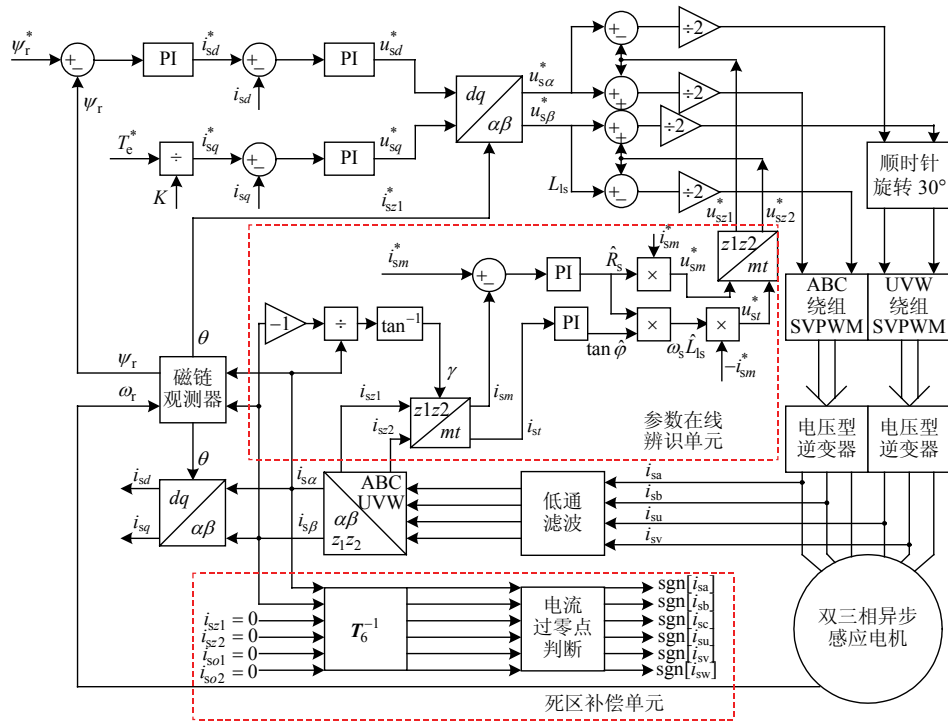 ψr* + − PI isd* + − PI usd* + − ÷2
isd
ψr
dq αβ
usα*
usβ*
+ + ÷2
+ + ÷2
Te* ÷ isq* + − PI usq*
K isq isz1* Lls + − ÷2
顺时针
旋转 30°
usz1* usz2*
ism* + − PI R̂s × ism* usm* z1z2 mt
PI tan φ̂ × ωsL̂ls × ust*
−ism*
−1 ÷ tan⁻¹
γ
ABC
绕组
SVPWM
UVW
绕组
SVPWM
θ
ψr
ωr
磁链
观测器
isz1
isz2
z1z2 mt
ism
ist
参数在线
辨识单元
电压型
逆变器
电压型
逆变器
θ
isd
isq
dq αβ
isα
isβ
ABC
UVW
αβ
z1z2
低通
滤波
isa
isb
isu
isv
双三相异步
感应电机
isz1 = 0
isz2 = 0
iso1 = 0
iso2 = 0
T6⁻¹
电流
过零点
判断
sgn[isa]
sgn[isb]
sgn[isc]
sgn[isu]
sgn[isv]
sgn[isw]
死区补偿单元